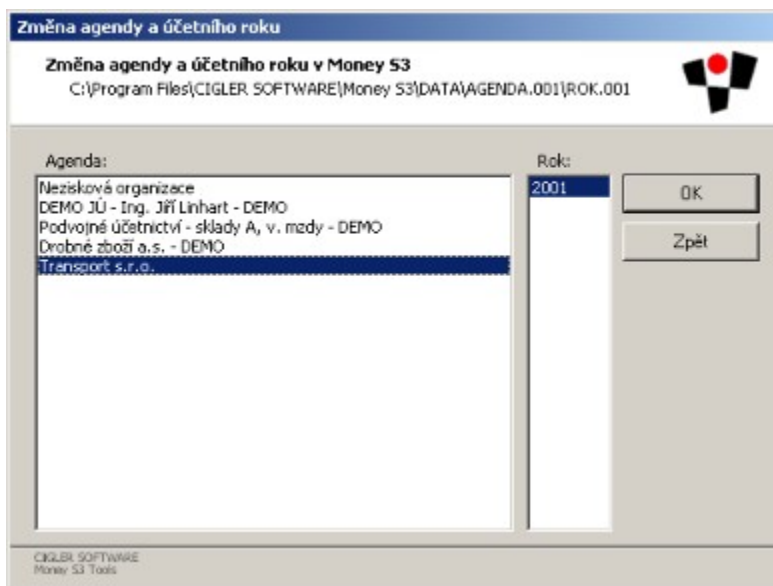 Změna agendy a účetního roku
Změna agendy a účetního roku v Money S3
C:\Program Files\CIGLER SOFTWARE\Money S3\DATA\AGENDA.001\ROK.001
Agenda:
Rok:
Nezisková organizace
DEMO JÚ - Ing. Jiří Linhart - DEMO
Podvojné účetnictví - sklady A, v. mzdy - DEMO
Drobné zboží a.s. - DEMO
Transport s.r.o.
2001
OK
Zpět
CIGLER SOFTWARE
Money S3 Tools